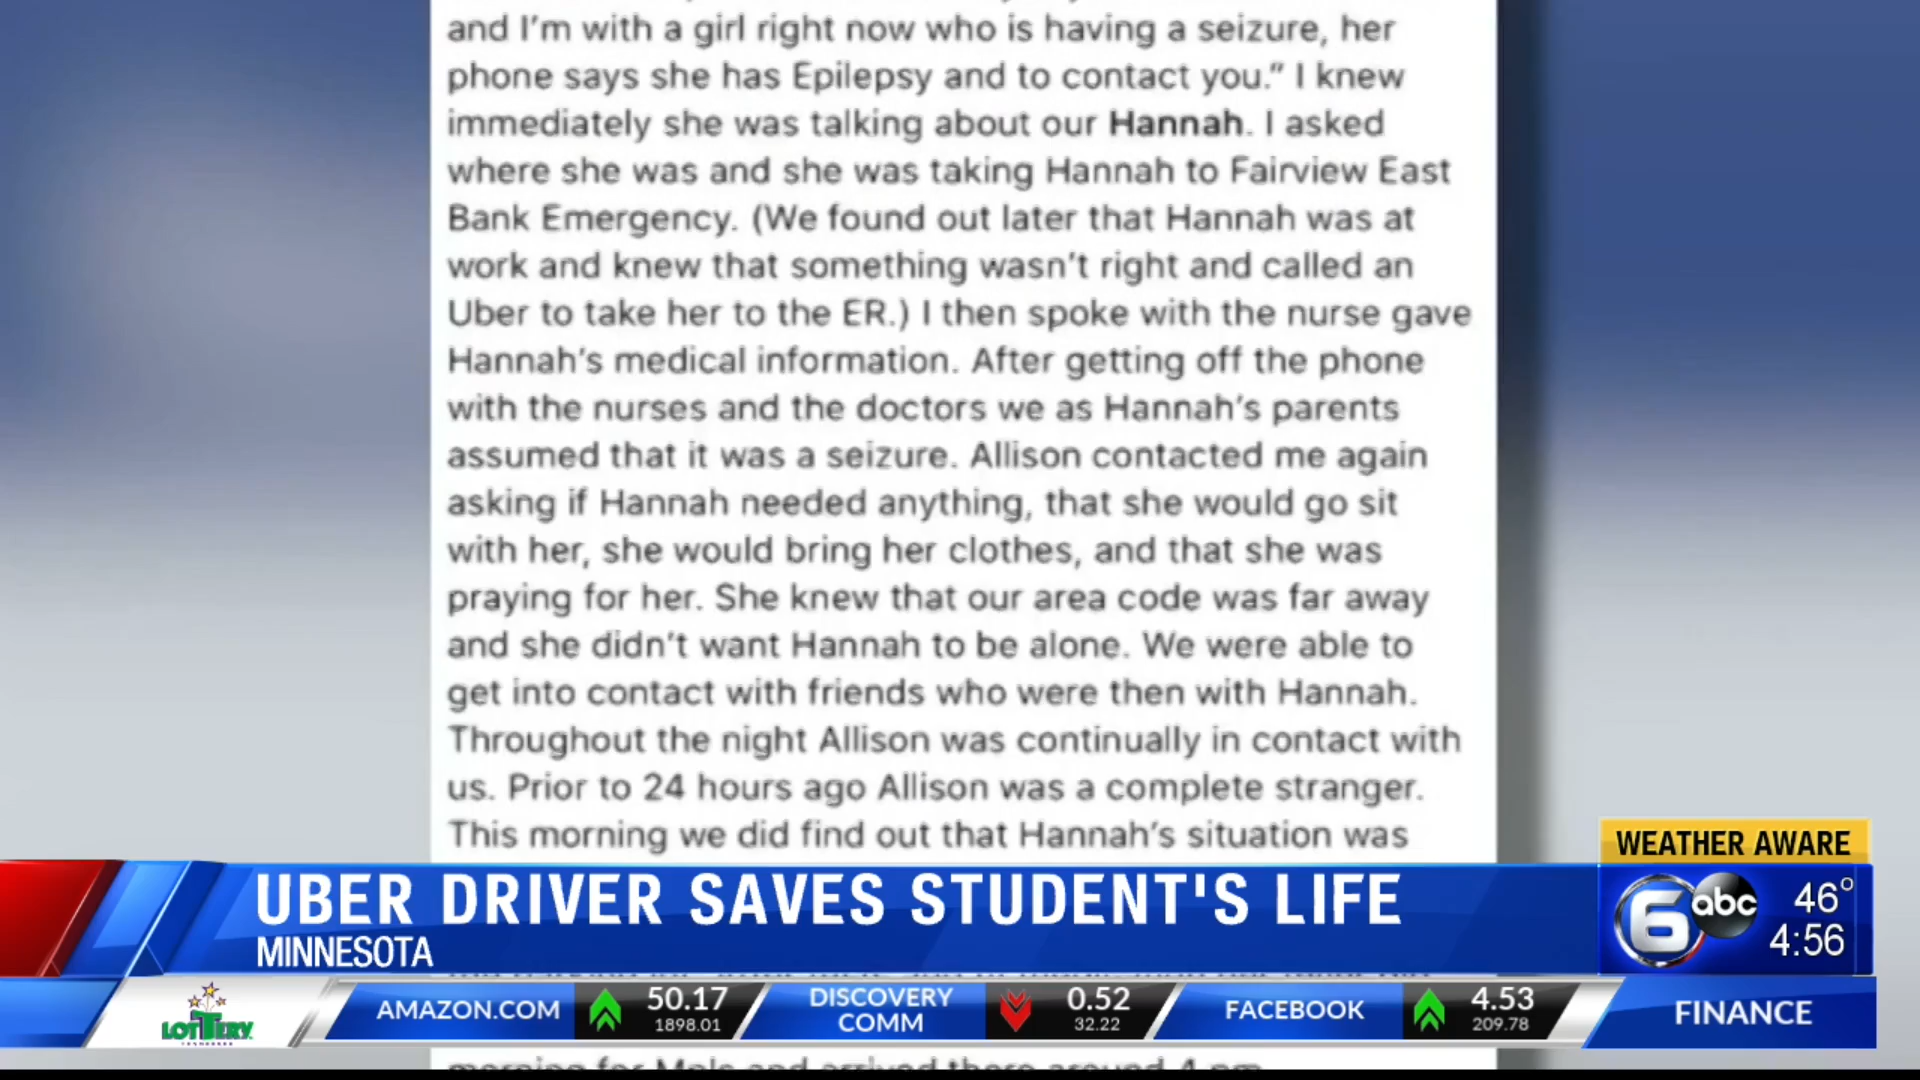 and I'm with a girl right now who is having a seizure, her
phone says she has Epilepsy and to contact you.” I knew
immediately she was talking about our Hannah. I asked
where she was and she was taking Hannah to Fairview East
Bank Emergency. (We found out later that Hannah was at
work and knew that something wasn't right and called an
Uber to take her to the ER.) I then spoke with the nurse gave
Hannah's medical information. After getting off the phone
with the nurses and the doctors we as Hannah's parents
assumed that it was a seizure. Allison contacted me again
asking if Hannah needed anything, that she would go sit
with her, she would bring her clothes, and that she was
praying for her. She knew that our area code was far away
and she didn't want Hannah to be alone. We were able to
get into contact with friends who were then with Hannah.
Throughout the night Allison was continually in contact with
us. Prior to 24 hours ago Allison was a complete stranger.
This morning we did find out that Hannah's situation was
WEATHER AWARE
UBER DRIVER SAVES STUDENT'S LIFE
MINNESOTA
6 abc 46°
4:56
LOTTERY
TENNESSEE
AMAZON.COM 50.17
1898.01
DISCOVERY
COMM
0.52
32.22
FACEBOOK 4.53
209.78
FINANCE
morning for Mpls and arrived there around 4 pm